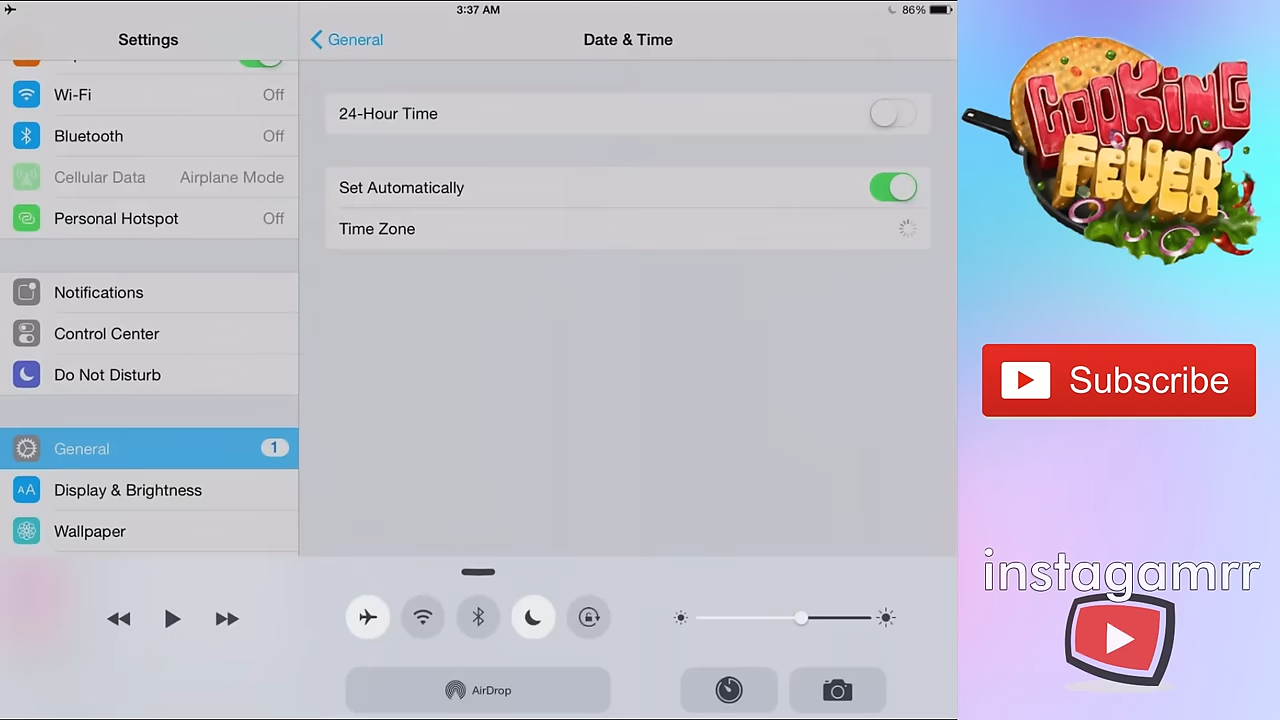 3:37 AM
86%
Settings
General
Date & Time
Wi-Fi
Off
Bluetooth
Off
Cellular Data
Airplane Mode
Personal Hotspot
Off
Notifications
Control Center
Do Not Disturb
General
1
AA
Display & Brightness
Wallpaper
24-Hour Time
Set Automatically
Time Zone
AirDrop
COOKING
FEVER
Subscribe
instagamrr